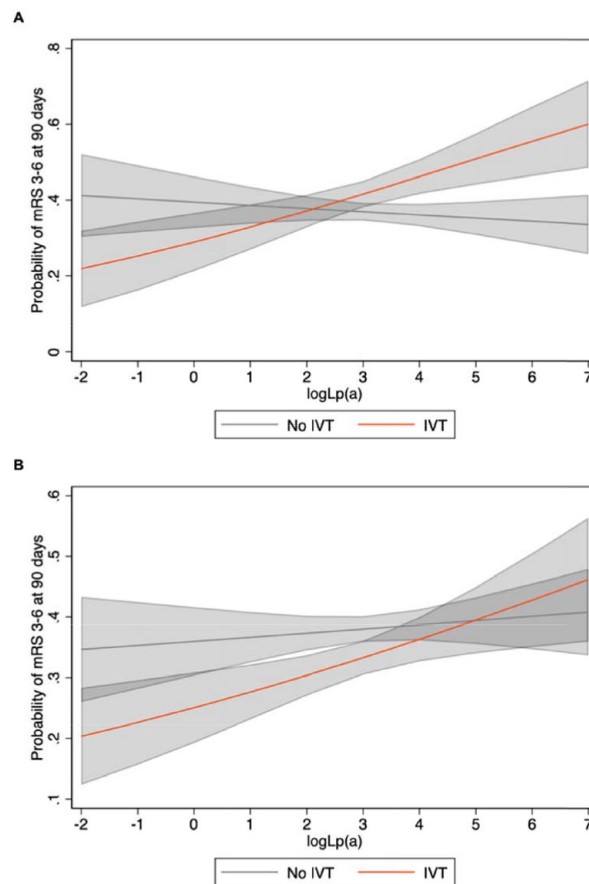 A
Probability of mRS 3-6 at 90 days
.8
.6
.4
.2
0
-2 -1 0 1 2 3 4 5 6 7
logLp(a)
No IVT IVT
B
Probability of mRS 3-6 at 90 days
.6
.5
.4
.3
.2
.1
-2 -1 0 1 2 3 4 5 6 7
logLp(a)
No IVT IVT